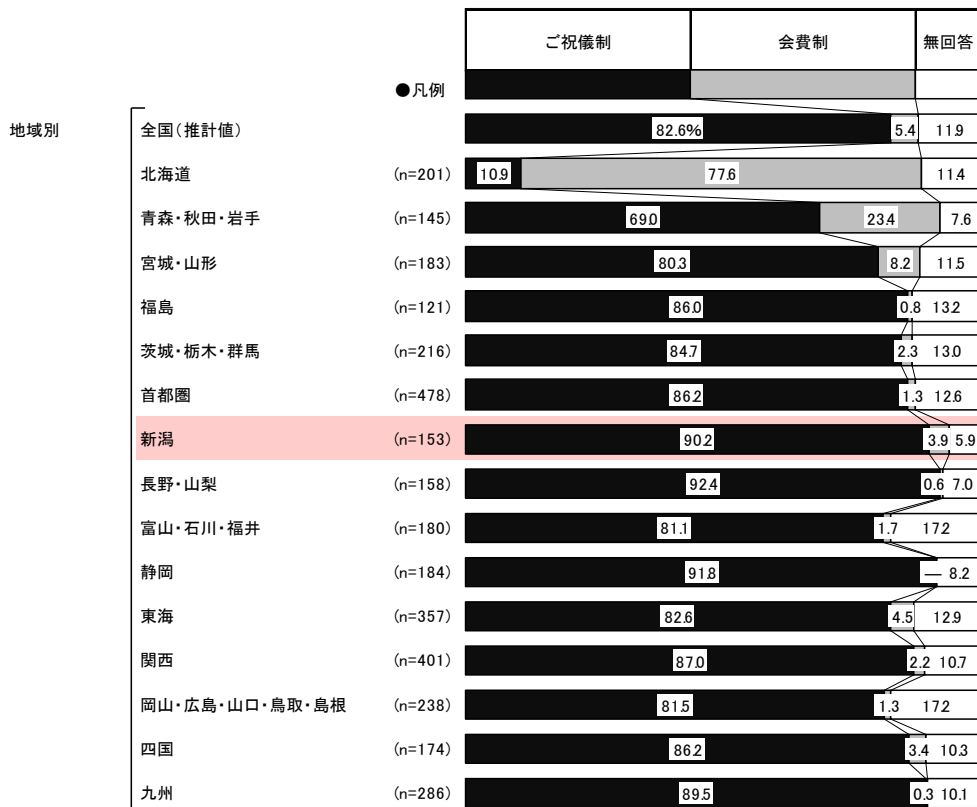 ご祝儀制 会費制 無回答
●凡例
地域別 全国(推計値) 82.6% 5.4 11.9
北海道 (n=201) 10.9 77.6 11.4
青森・秋田・岩手 (n=145) 69.0 23.4 7.6
宮城・山形 (n=183) 80.3 8.2 11.5
福島 (n=121) 86.0 0.8 13.2
茨城・栃木・群馬 (n=216) 84.7 2.3 13.0
首都圏 (n=478) 86.2 1.3 12.6
新潟 (n=153) 90.2 3.9 5.9
長野・山梨 (n=158) 92.4 0.6 7.0
富山・石川・福井 (n=180) 81.1 1.7 17.2
静岡 (n=184) 91.8 — 8.2
東海 (n=357) 82.6 4.5 12.9
関西 (n=401) 87.0 2.2 10.7
岡山・広島・山口・鳥取・島根 (n=238) 81.5 1.3 17.2
四国 (n=174) 86.2 3.4 10.3
九州 (n=286) 89.5 0.3 10.1